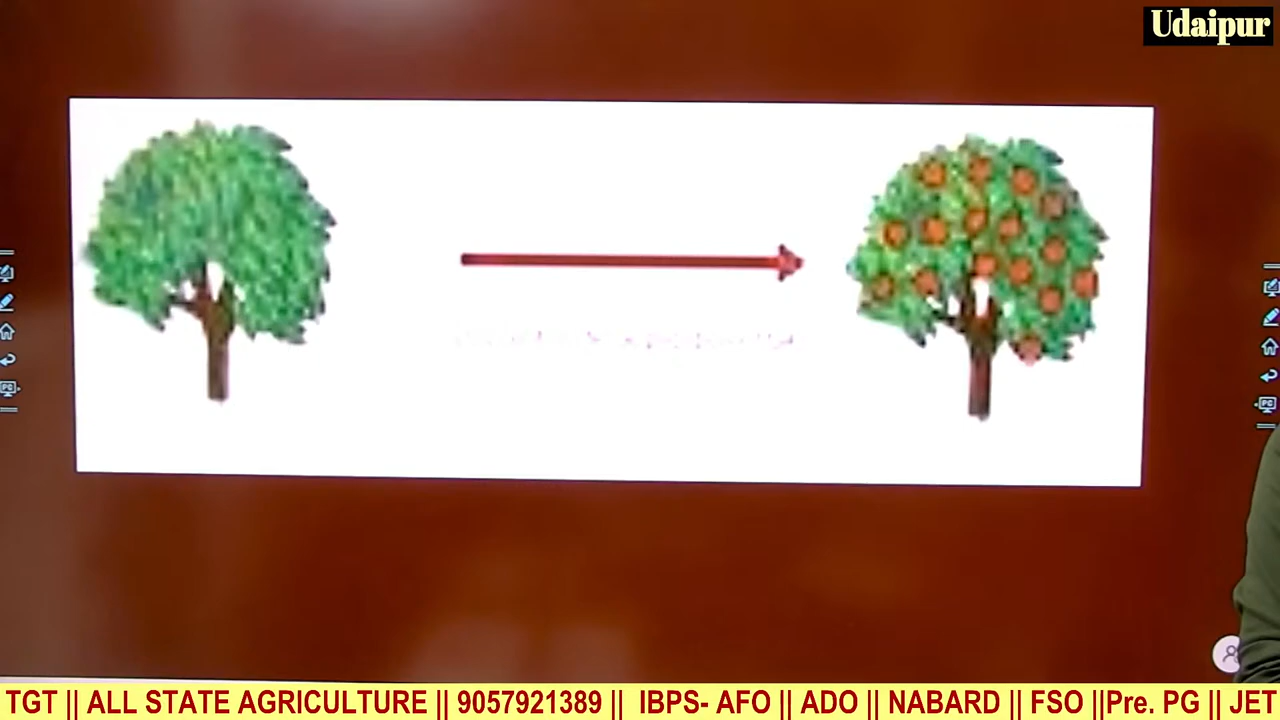 Udaipur
TGT || ALL STATE AGRICULTURE || 9057921389 || IBPS- AFO || ADO || NABARD || FSO ||Pre. PG || JET